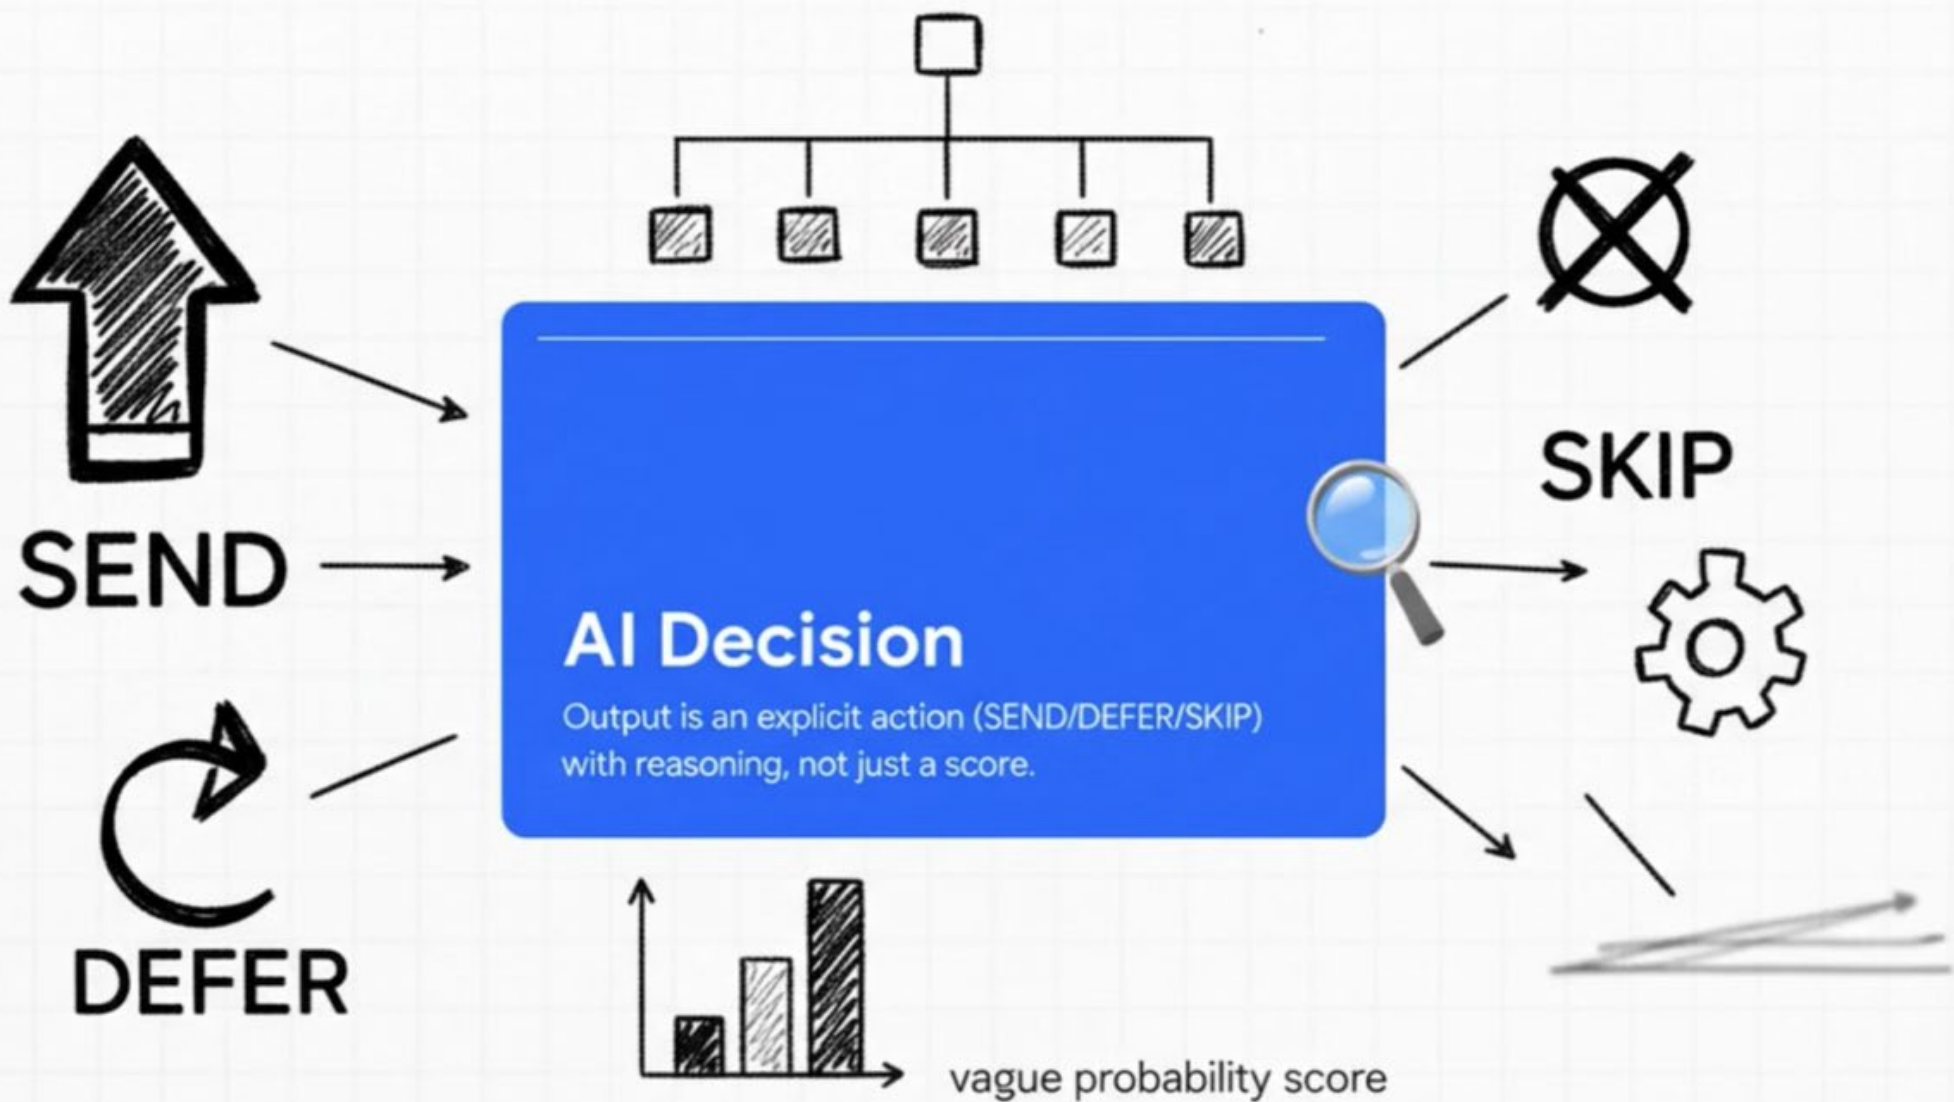 SEND
DEFER
AI Decision
Output is an explicit action (SEND/DEFER/SKIP)
with reasoning, not just a score.
SKIP
vague probability score